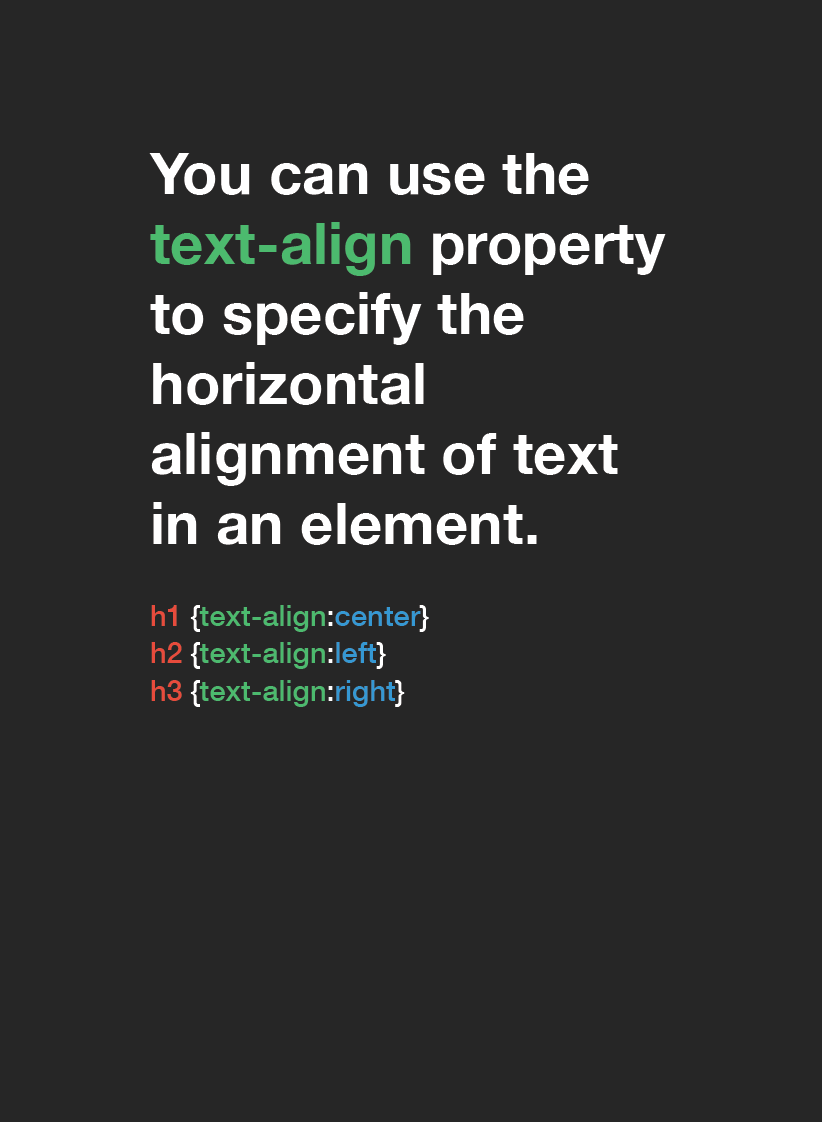 You can use the
text-align property
to specify the
horizontal
alignment of text
in an element.
h1 {text-align:center}
h2 {text-align:left}
h3 {text-align:right}